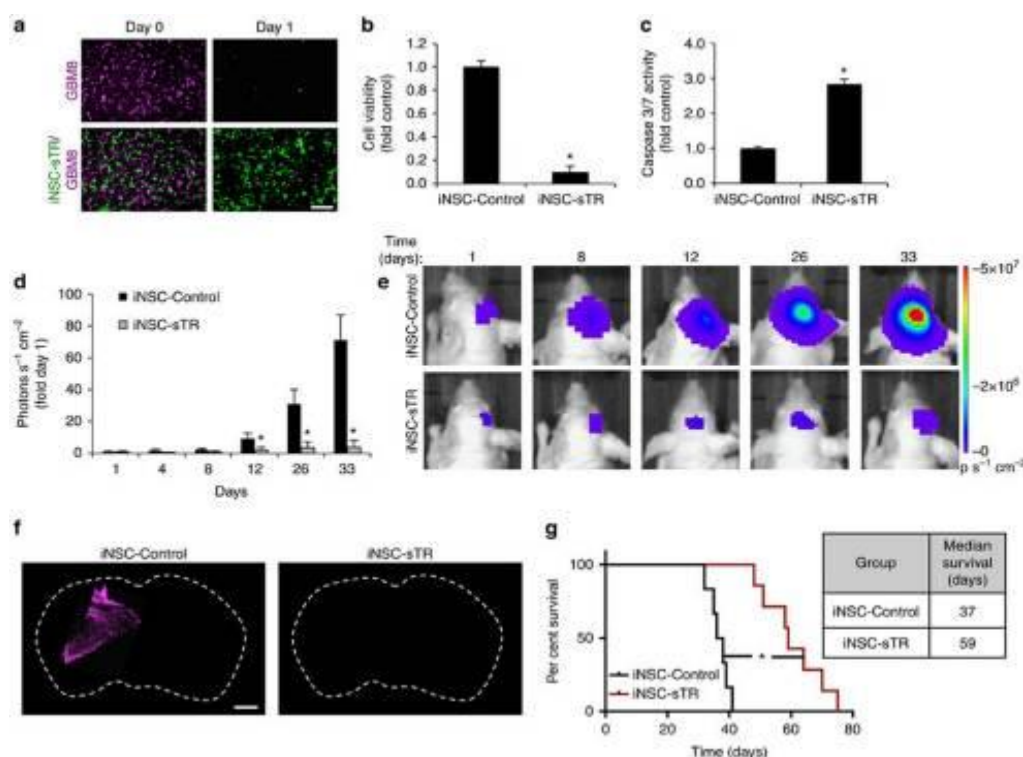 a
Day 0 Day 1
GBM8
iNSC-sTR/
GBM8
b
Cell viability
(fold control)
1.2
1.0
0.8
0.6
0.4
0.2
0.0
*
iNSC-Control iNSC-sTR
c
Caspase 3/7 activity
(fold control)
4.0
3.0
2.0
1.0
*
iNSC-Control iNSC-sTR
d
Photons s⁻¹ cm⁻²
(fold day 1)
100
80
60
40
20
0
iNSC-Control
iNSC-sTR
* * *
1 4 8 12 26 33
Days
e
Time
(days): 1 8 12 26 33
iNSC-Control
iNSC-sTR
–5×10⁷
–2×10⁶
–0
p s⁻¹ cm⁻²
f
iNSC-Control iNSC-sTR
g
Per cent survival
100
50
0
*
iNSC-Control
iNSC-sTR
0 20 40 60 80
Time (days)
Group Median
survival
(days)
iNSC-Control 37
iNSC-sTR 59